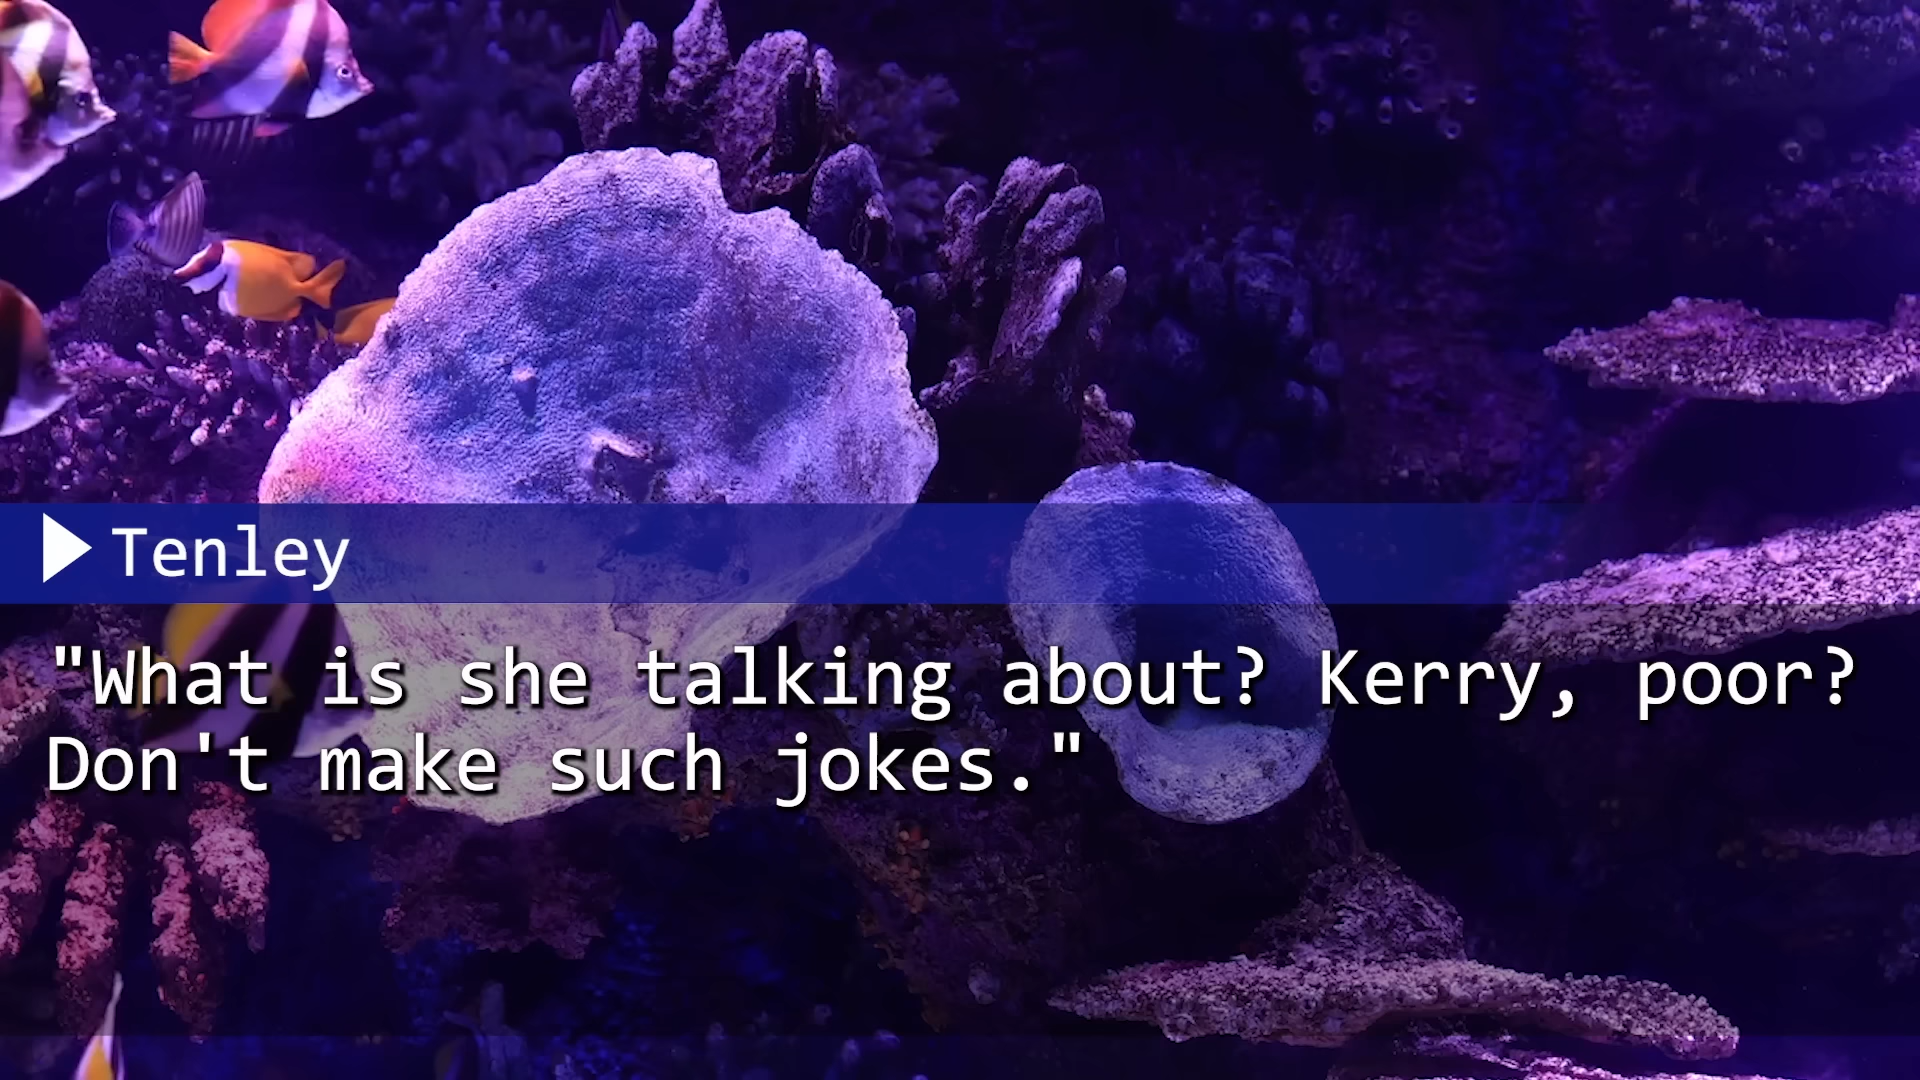 Tenley
"What is she talking about? Kerry, poor?
Don't make such jokes."